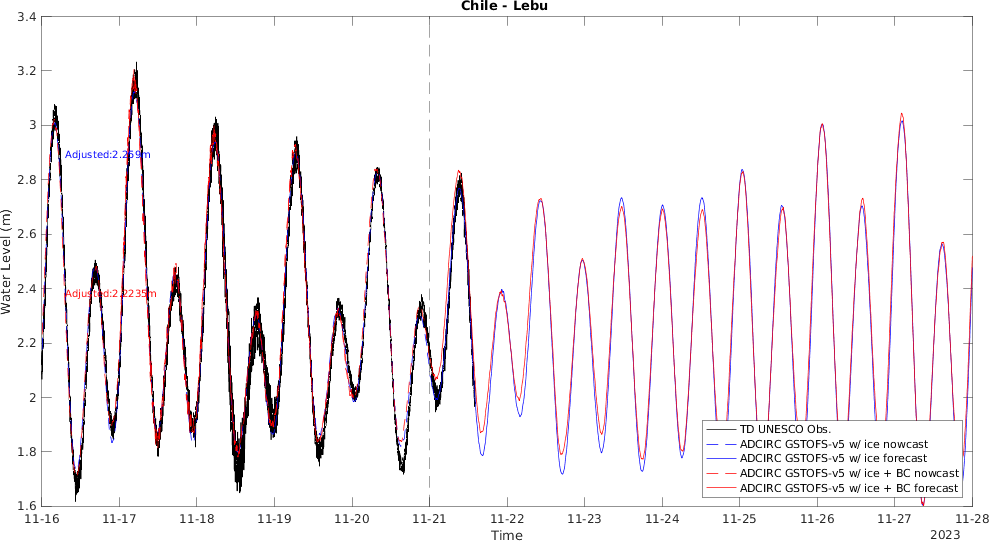 Chile - Lebu
3.4
3.2
3
2.8
2.6
2.4
2.2
2
1.8
1.6
Water Level (m)
Adjusted:2.269m
Adjusted:2.2235m
TD UNESCO Obs.
ADCIRC GSTOFS-v5 w/ ice nowcast
ADCIRC GSTOFS-v5 w/ ice forecast
ADCIRC GSTOFS-v5 w/ ice + BC nowcast
ADCIRC GSTOFS-v5 w/ ice + BC forecast
11-16 11-17 11-18 11-19 11-20 11-21 11-22 11-23 11-24 11-25 11-26 11-27 11-28
Time
2023